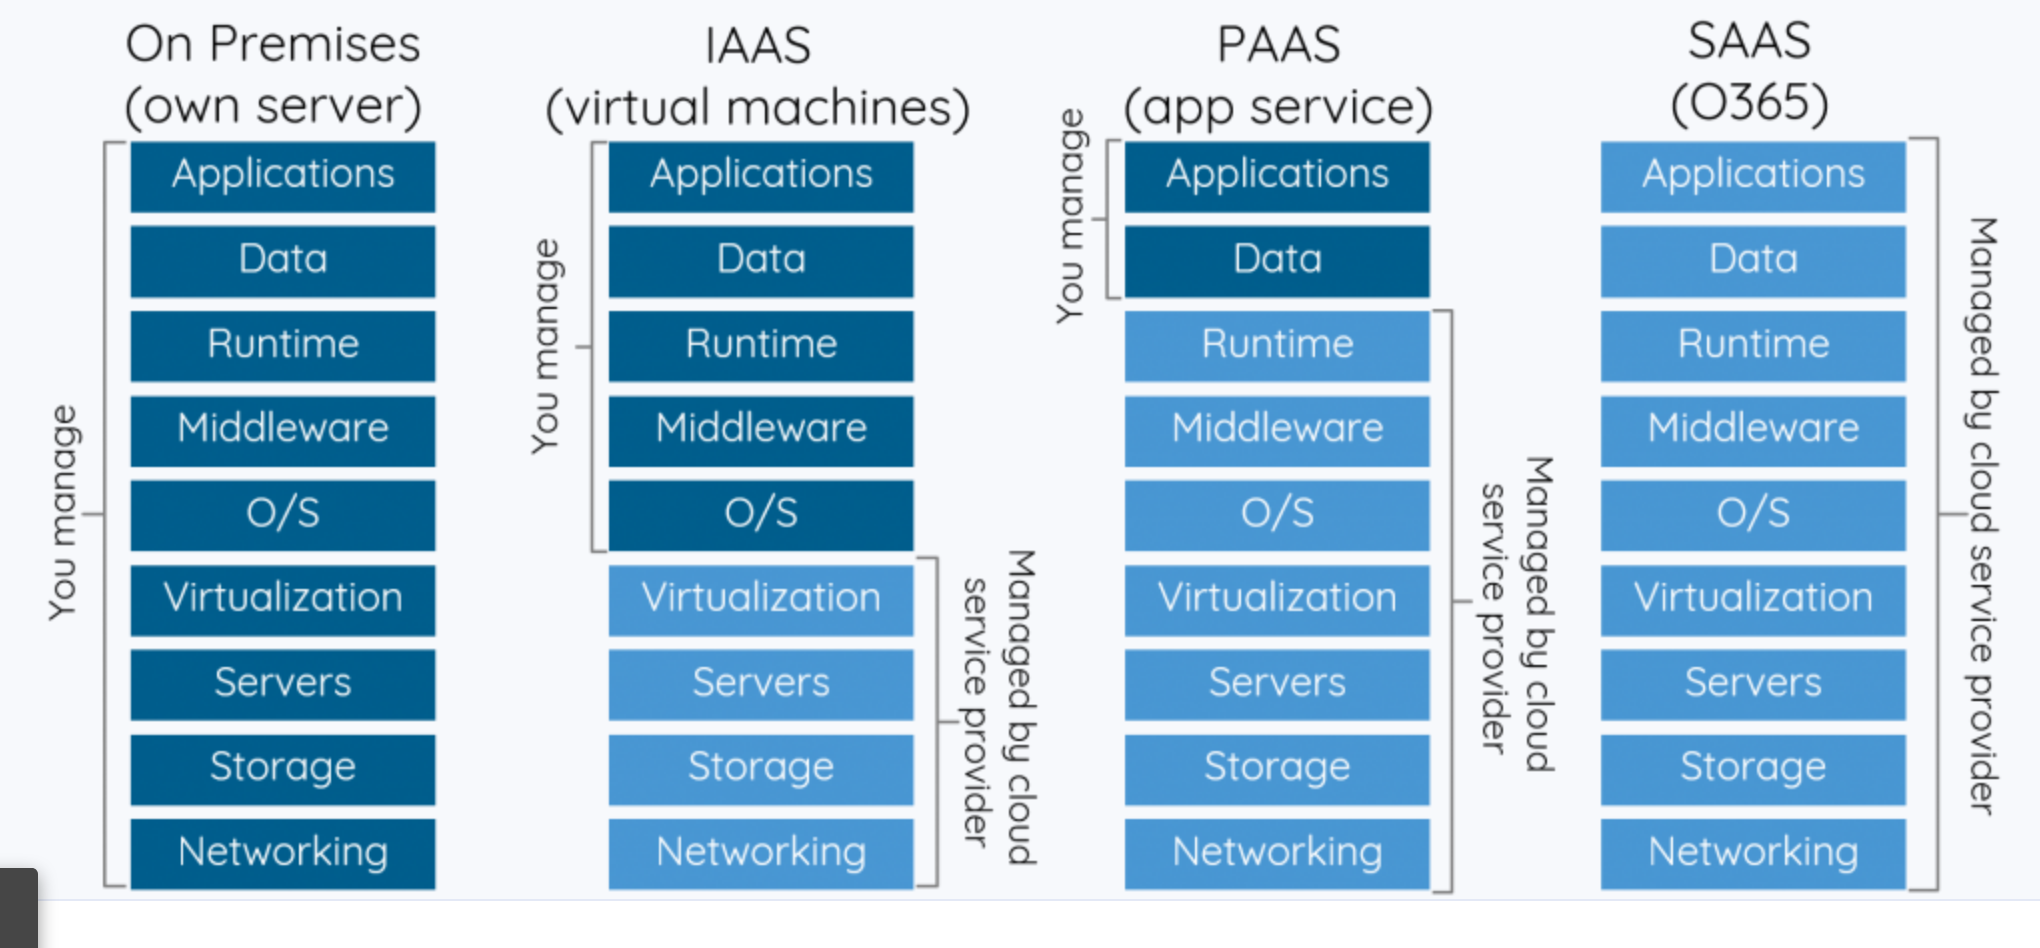 On Premises
(own server)
You manage
Applications
Data
Runtime
Middleware
O/S
Virtualization
Servers
Storage
Networking
IAAS
(virtual machines)
You manage
Applications
Data
Runtime
Middleware
O/S
Virtualization
Servers
Storage
Networking
Managed by cloud
service provider
PAAS
(app service)
You manage
Applications
Data
Runtime
Middleware
O/S
Virtualization
Servers
Storage
Networking
Managed by cloud
service provider
SAAS
(O365)
Applications
Data
Runtime
Middleware
O/S
Virtualization
Servers
Storage
Networking
Managed by cloud service provider